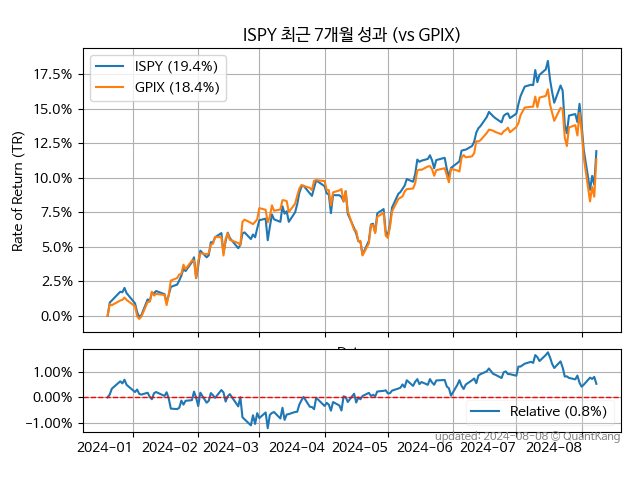 ISPY 최근 7개월 성과 (vs GPIX)
ISPY (19.4%)
GPIX (18.4%)
Rate of Return (TR)
17.5%
15.0%
12.5%
10.0%
7.5%
5.0%
2.5%
0.0%
1.00%
0.00%
−1.00%
Relative (0.8%)
updated: 2024-08-08 © QuantKang
2024-01 2024-02 2024-03 2024-04 2024-05 2024-06 2024-07 2024-08